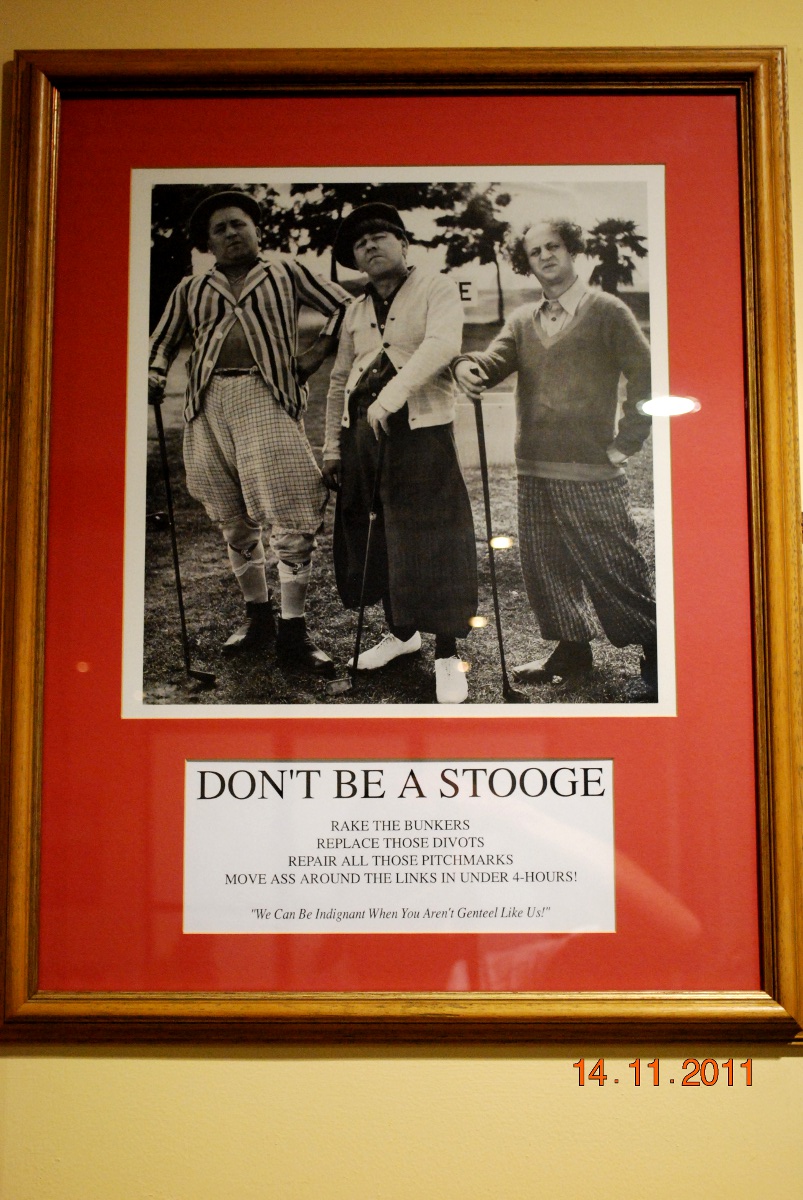 E
DON'T BE A STOOGE
RAKE THE BUNKERS
REPLACE THOSE DIVOTS
REPAIR ALL THOSE PITCHMARKS
MOVE ASS AROUND THE LINKS IN UNDER 4-HOURS!
"We Can Be Indignant When You Aren't Genteel Like Us!"
14.11.2011